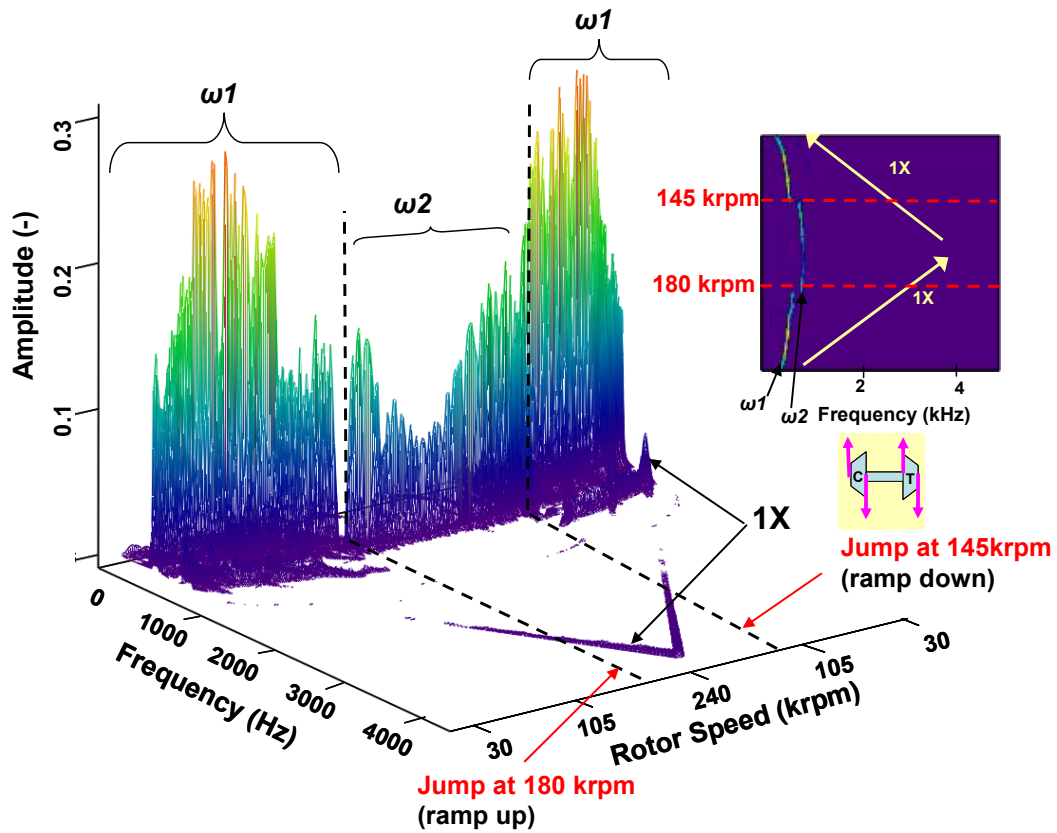 ω1
ω1
ω2
0.3
0.2
0.1
Amplitude (-)
0
1000
2000
3000
4000
Frequency (Hz)
30
105
240
105
30
Rotor Speed (krpm)
1X
Jump at 180 krpm
(ramp up)
Jump at 145krpm
(ramp down)
145 krpm
180 krpm
1X
1X
2
4
ω1
ω2
Frequency (kHz)
C
T